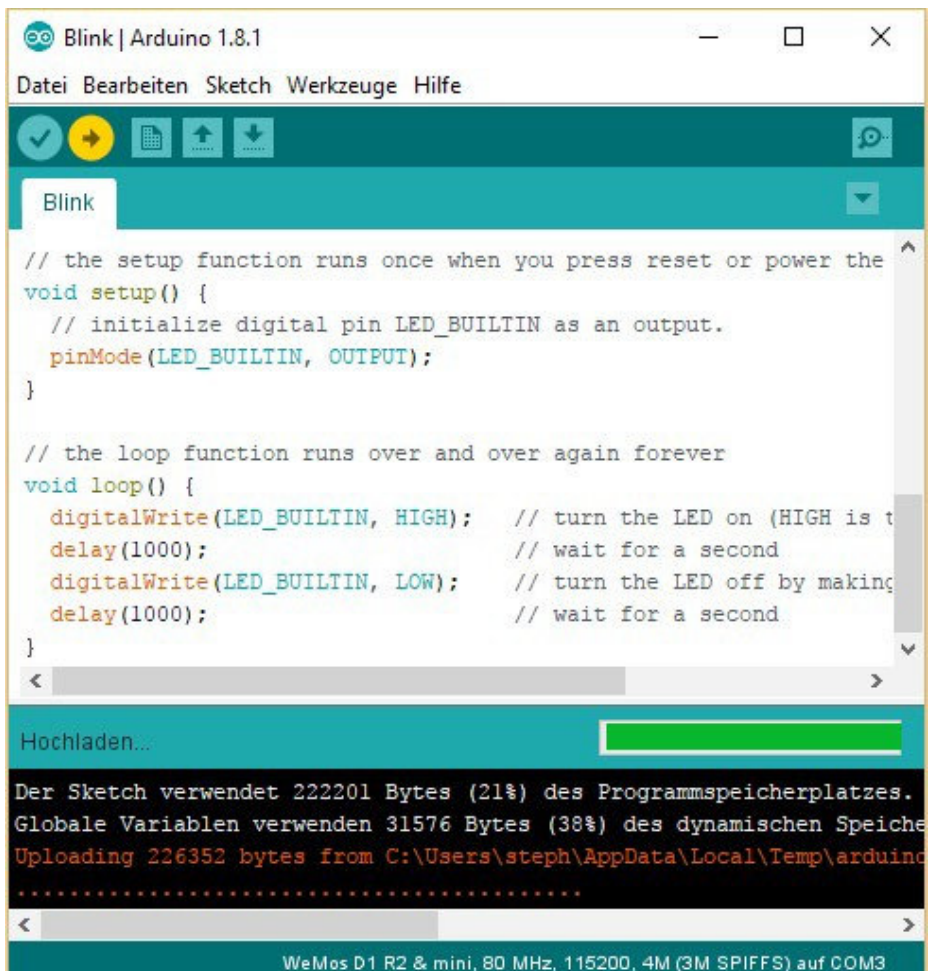 Blink | Arduino 1.8.1
Datei Bearbeiten Sketch Werkzeuge Hilfe
Blink
// the setup function runs once when you press reset or power the
void setup() {
  // initialize digital pin LED_BUILTIN as an output.
  pinMode(LED_BUILTIN, OUTPUT);
}
// the loop function runs over and over again forever
void loop() {
  digitalWrite(LED_BUILTIN, HIGH);   // turn the LED on (HIGH is t
  delay(1000);                       // wait for a second
  digitalWrite(LED_BUILTIN, LOW);    // turn the LED off by making
  delay(1000);                       // wait for a second
}
Hochladen...
Der Sketch verwendet 222201 Bytes (21%) des Programmspeicherplatzes.
Globale Variablen verwenden 31576 Bytes (38%) des dynamischen Speiche
Uploading 226352 bytes from C:\Users\steph\AppData\Local\Temp\arduino
...........................................
WeMos D1 R2 & mini, 80 MHz, 115200, 4M (3M SPIFFS) auf COM3